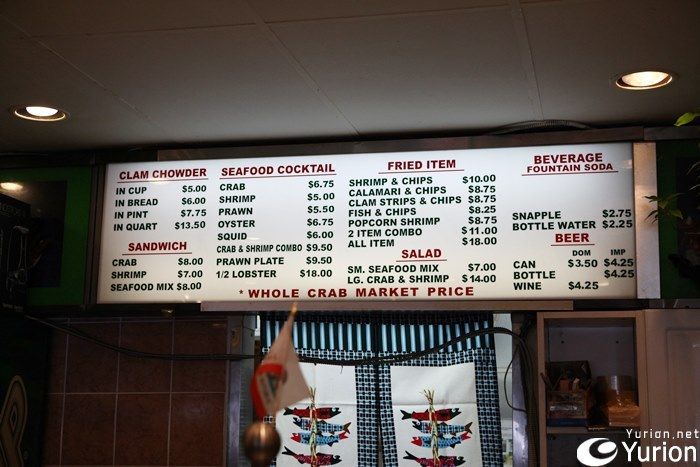 CLAM CHOWDER
IN CUP $5.00
IN BREAD $6.00
IN PINT $7.75
IN QUART $13.50
SANDWICH
CRAB $8.00
SHRIMP $7.00
SEAFOOD MIX $8.00
SEAFOOD COCKTAIL
CRAB $6.75
SHRIMP $5.00
PRAWN $5.50
OYSTER $6.75
SQUID $6.00
CRAB & SHRIMP COMBO $9.50
PRAWN PLATE $9.50
1/2 LOBSTER $18.00
FRIED ITEM
SHRIMP & CHIPS $10.00
CALAMARI & CHIPS $8.75
CLAM STRIPS & CHIPS $8.75
FISH & CHIPS $8.25
POPCORN SHRIMP $8.75
2 ITEM COMBO $11.00
ALL ITEM $18.00
SALAD
SM. SEAFOOD MIX $7.00
LG. CRAB & SHRIMP $14.00
BEVERAGE
FOUNTAIN SODA
SNAPPLE $2.75
BOTTLE WATER $2.25
BEER
DOM IMP
CAN $3.50 $4.25
BOTTLE $4.25
WINE $4.25
* WHOLE CRAB MARKET PRICE
Yurion.net
Yurion